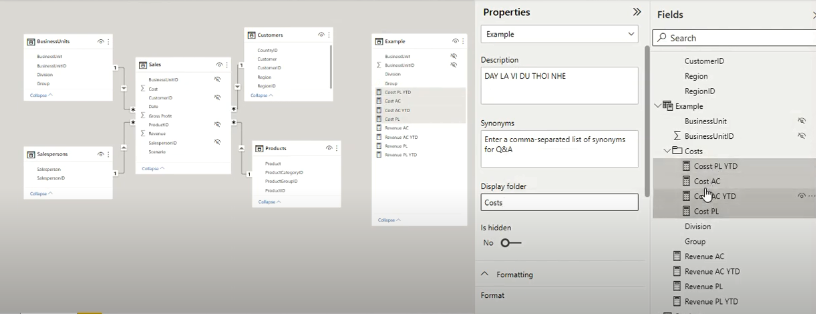 BusinessUnits
BusinessUnit
BusinessUnitID
Division
Group
Collapse
Salespersons
Salesperson
SalespersonID
Collapse
Sales
BusinessUnitID
Cost
CustomerID
Date
Gross Profit
ProductID
Revenue
SalespersonID
Scenario
Collapse
Customers
CountryID
Customer
CustomerID
Region
RegionID
Collapse
Products
Product
ProductCategoryID
ProductGroupID
ProductID
Collapse
1
1
1
1
Example
BusinessUnit
BusinessUnitID
Division
Group
Cosst PL YTD
Cost AC
Cost AC YTD
Cost PL
Revenue AC
Revenue AC YTD
Revenue PL
Revenue PL YTD
Collapse
Properties
Example
Description
DAY LA VI DU THOI NHE
Synonyms
Enter a comma-separated list of synonyms
for Q&A
Display folder
Costs
Is hidden
No
Formatting
Format
Fields
Search
CustomerID
Region
RegionID
Example
BusinessUnit
BusinessUnitID
Costs
Cosst PL YTD
Cost AC
AC YTD
Cost PL
Division
Group
Revenue AC
Revenue AC YTD
Revenue PL
Revenue PL YTD